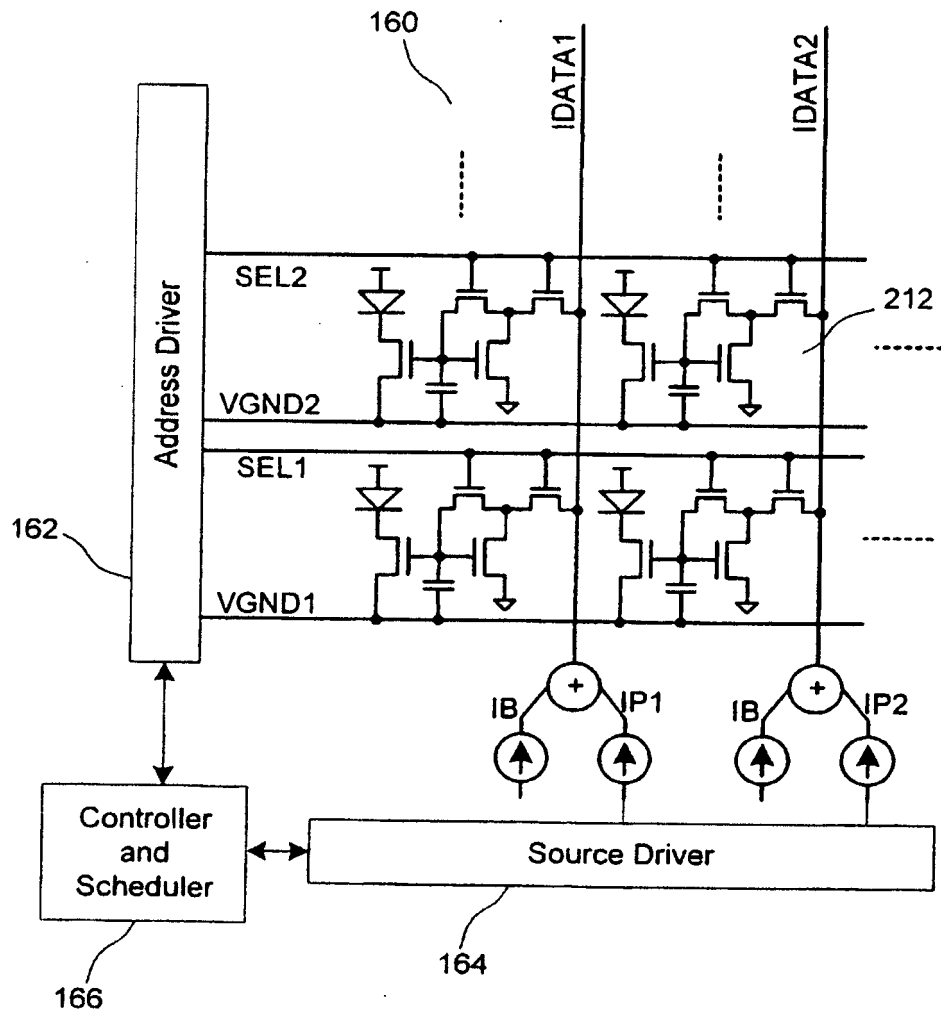 160
IDATA1
IDATA2
Address Driver
SEL2
212
VGND2
SEL1
162
VGND1
IB
IP1
IB
IP2
+
+
Controller
and
Scheduler
Source Driver
164
166